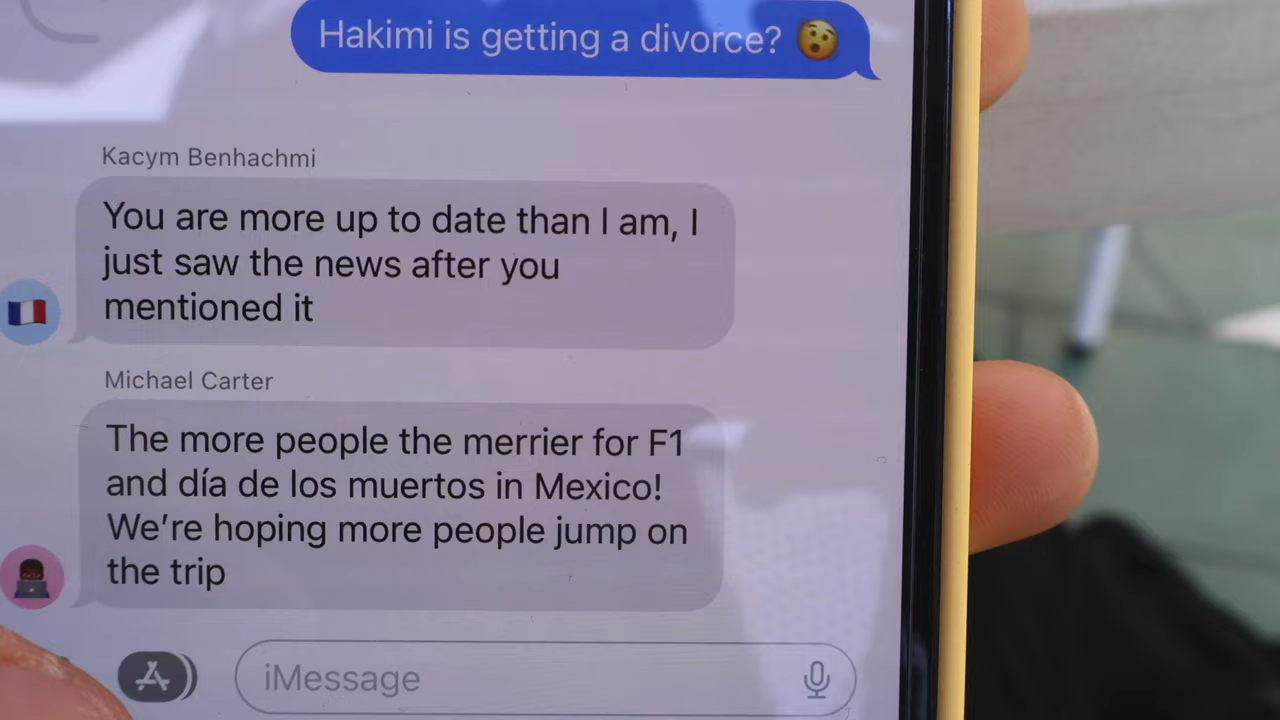 Hakimi is getting a divorce? 😯
Kacym Benhachmi
You are more up to date than I am, I
just saw the news after you
mentioned it
Michael Carter
The more people the merrier for F1
and día de los muertos in Mexico!
We're hoping more people jump on
the trip
iMessage